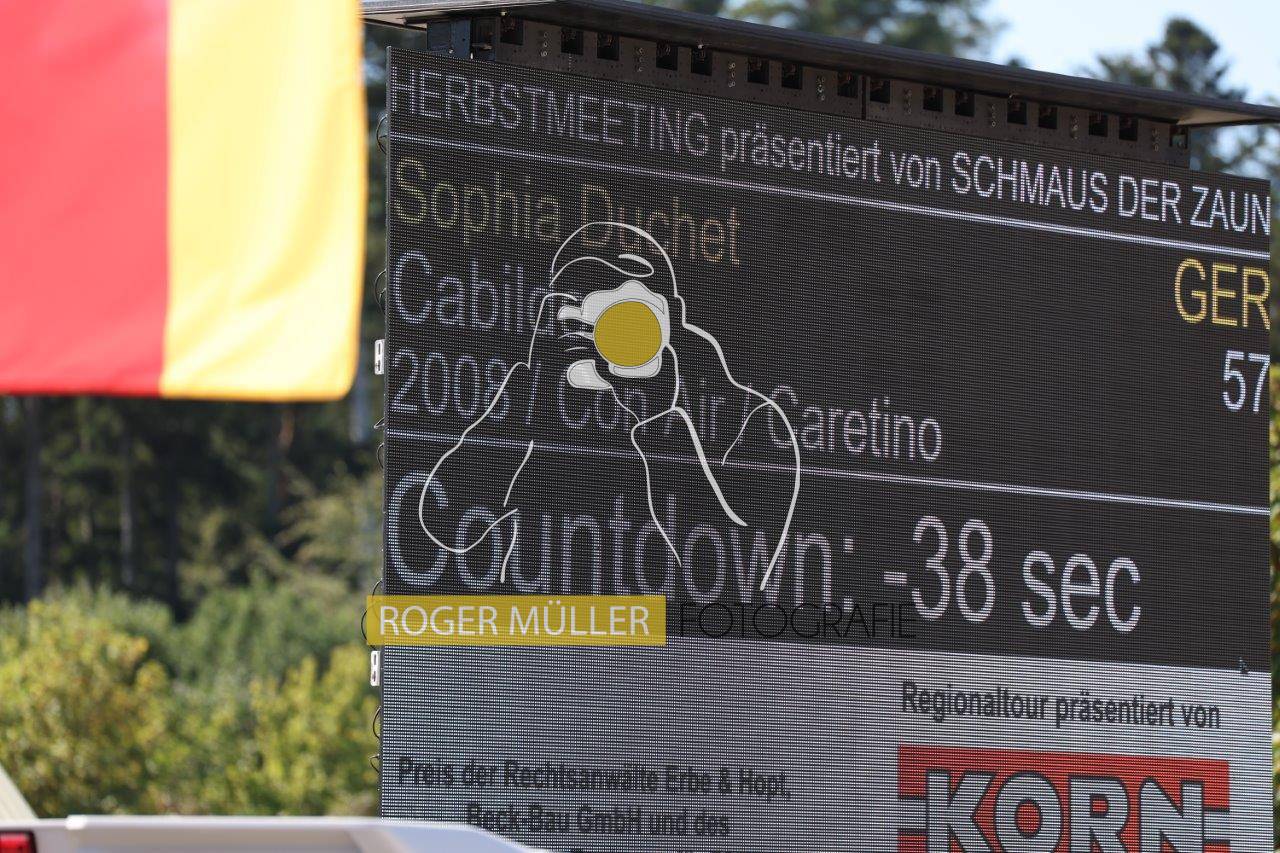 HERBSTMEETING präsentiert von SCHMAUS DER ZAUN
Sophia Duchet
GER
57
2008 / Con Air / Caretino
Countdown: -38 sec
ROGER MÜLLER FOTOGRAFIE
Regionaltour präsentiert von
KORN
Preis der Rechtsanwälte Erbe & Hopf,
Beck-Bau GmbH und des